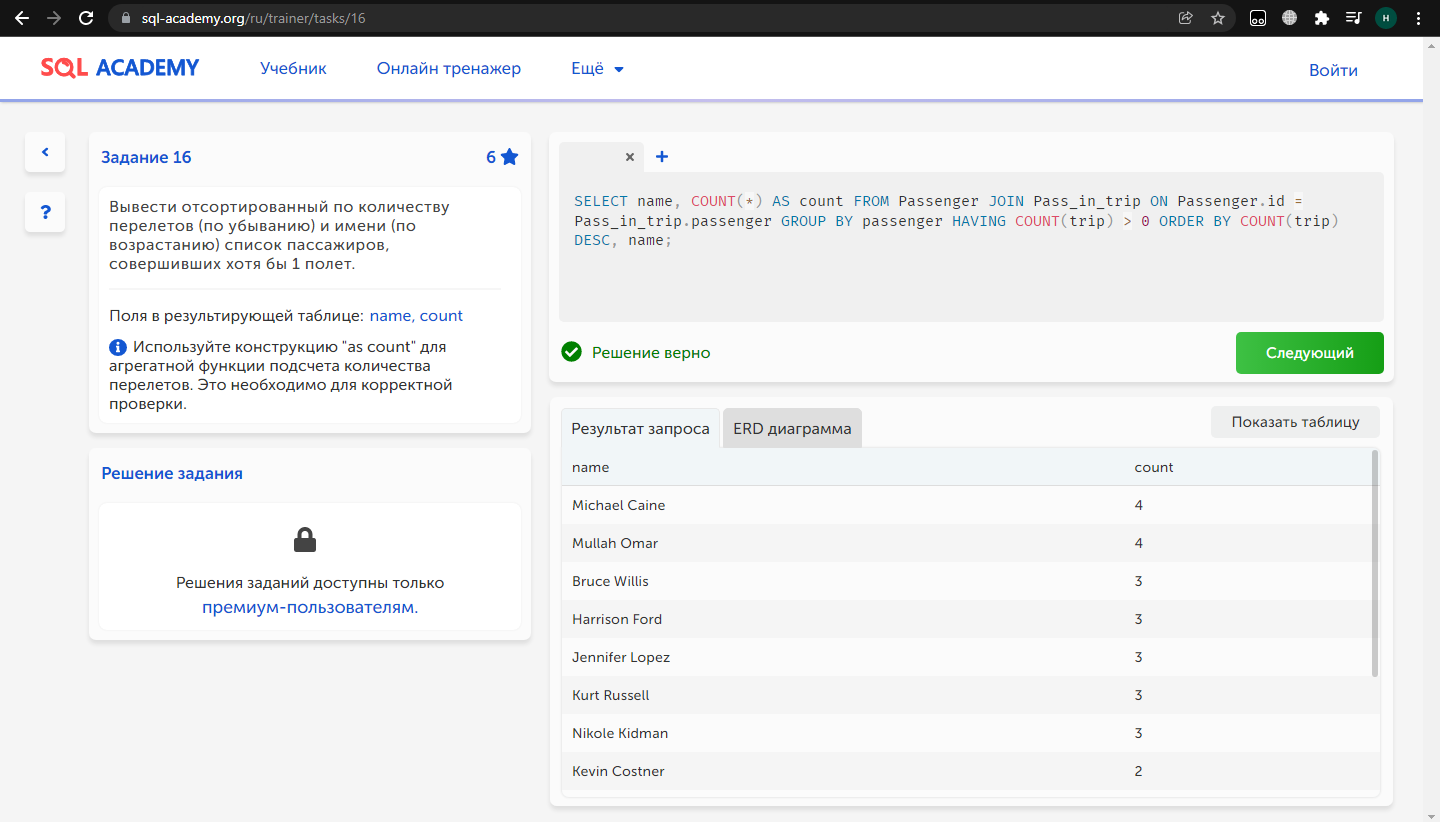 sql-academy.org/ru/trainer/tasks/16
H
SQL ACADEMY
Учебник
Онлайн тренажер
Ещё
Войти
Задание 16
6
Вывести отсортированный по количеству
перелетов (по убыванию) и имени (по
возрастанию) список пассажиров,
совершивших хотя бы 1 полет.
Поля в результирующей таблице: name, count
Используйте конструкцию "as count" для
агрегатной функции подсчета количества
перелетов. Это необходимо для корректной
проверки.
Решение задания
Решения заданий доступны только
премиум-пользователям.
SELECT name, COUNT(*) AS count FROM Passenger JOIN Pass_in_trip ON Passenger.id =
Pass_in_trip.passenger GROUP BY passenger HAVING COUNT(trip) > 0 ORDER BY COUNT(trip)
DESC, name;
Решение верно
Следующий
Результат запроса
ERD диаграмма
Показать таблицу
name count
Michael Caine 4
Mullah Omar 4
Bruce Willis 3
Harrison Ford 3
Jennifer Lopez 3
Kurt Russell 3
Nikole Kidman 3
Kevin Costner 2